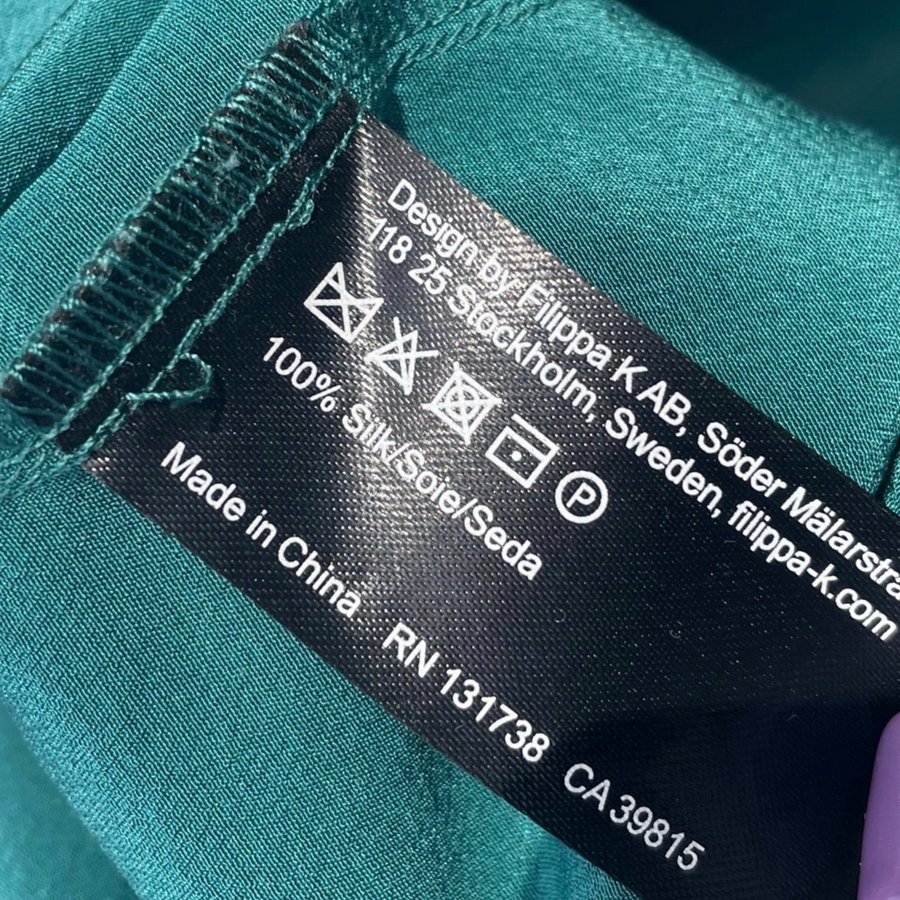 Design by Filippa K AB, Söder Mälarstra
118 25 Stockholm, Sweden, filippa-k.com
P
100% Silk/Soie/Seda
Made in China RN 131738 CA 39815